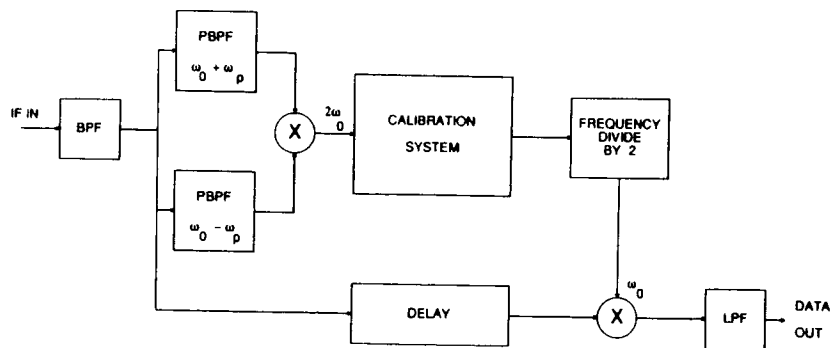 PBPF
ω0 + ωp
IF IN
BPF
X
2ω0
CALIBRATION
SYSTEM
FREQUENCY
DIVIDE
BY 2
PBPF
ω0 − ωp
DELAY
X
ω0
LPF
DATA
OUT